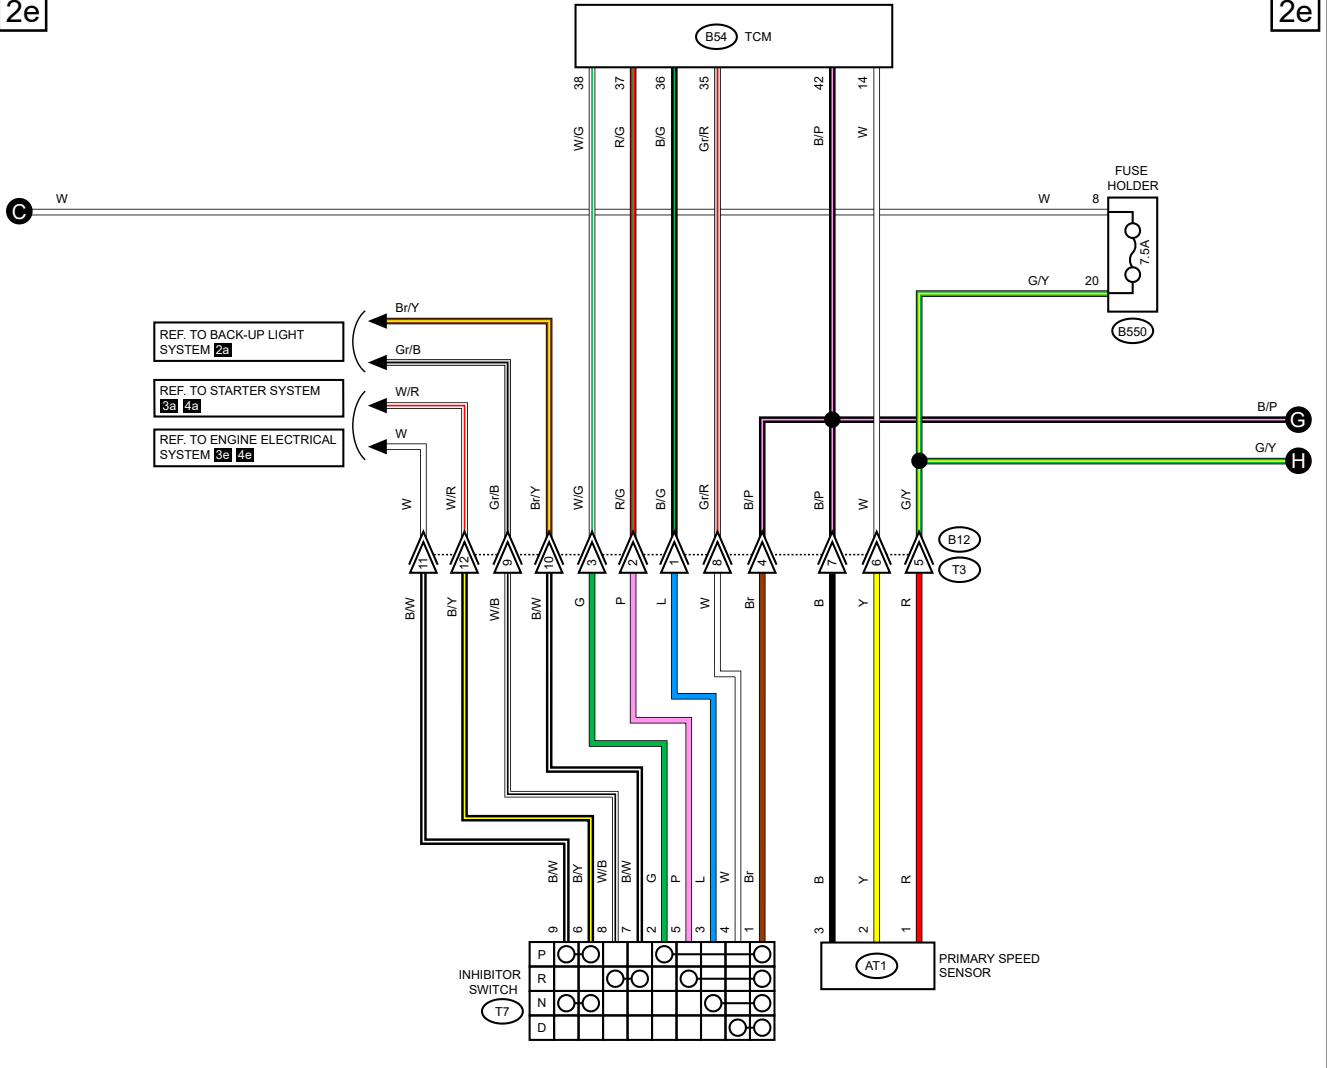 2e
2e
B54 TCM
38 37 36 35 42 14
W/G R/G B/G Gr/R B/P W
FUSE
HOLDER
C W W 8
7.5A
G/Y 20
B550
Br/Y
REF. TO BACK-UP LIGHT
SYSTEM 2a
Gr/B
REF. TO STARTER SYSTEM
3a 4a
W/R
REF. TO ENGINE ELECTRICAL
SYSTEM 3e 4e
W
B/P G
G/Y H
W W/R Gr/B Br/Y W/G R/G B/G Gr/R B/P B/P W G/Y
B12
11 12 9 10 3 2 1 8 4 7 6 5
T3
B/W B/Y W/B B/W G P L W Br B Y R
B/W B/Y W/B B/W G P L W Br B Y R
9 6 8 7 2 5 3 4 1 3 2 1
P
R
N
D
INHIBITOR
SWITCH
T7
AT1
PRIMARY SPEED
SENSOR